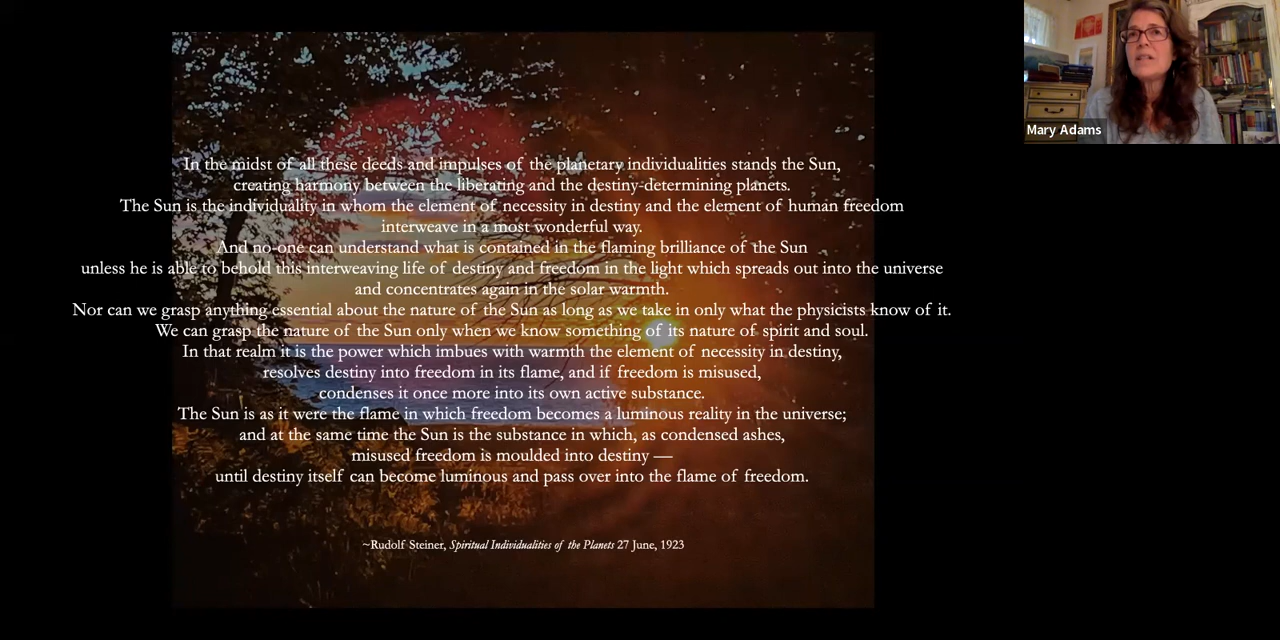 In the midst of all these deeds and impulses of the planetary individualities stands the Sun,
creating harmony between the liberating and the destiny-determining planets.
The Sun is the individuality in whom the element of necessity in destiny and the element of human freedom
interweave in a most wonderful way.
And no-one can understand what is contained in the flaming brilliance of the Sun
unless he is able to behold this interweaving life of destiny and freedom in the light which spreads out into the universe
and concentrates again in the solar warmth.
Nor can we grasp anything essential about the nature of the Sun as long as we take in only what the physicists know of it.
We can grasp the nature of the Sun only when we know something of its nature of spirit and soul.
In that realm it is the power which imbues with warmth the element of necessity in destiny,
resolves destiny into freedom in its flame, and if freedom is misused,
condenses it once more into its own active substance.
The Sun is as it were the flame in which freedom becomes a luminous reality in the universe;
and at the same time the Sun is the substance in which, as condensed ashes,
misused freedom is moulded into destiny —
until destiny itself can become luminous and pass over into the flame of freedom.
~Rudolf Steiner, Spiritual Individualities of the Planets 27 June, 1923
Mary Adams